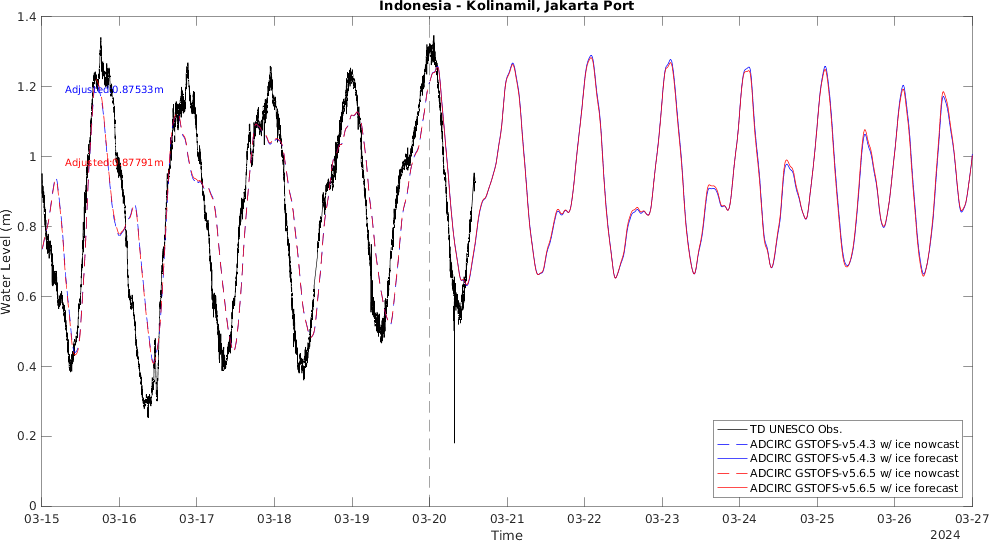 Indonesia - Kolinamil, Jakarta Port
1.4
1.2
1
0.8
0.6
0.4
0.2
0
Water Level (m)
Adjusted:0.87533m
Adjusted:0.87791m
TD UNESCO Obs.
ADCIRC GSTOFS-v5.4.3 w/ ice nowcast
ADCIRC GSTOFS-v5.4.3 w/ ice forecast
ADCIRC GSTOFS-v5.6.5 w/ ice nowcast
ADCIRC GSTOFS-v5.6.5 w/ ice forecast
03-15 03-16 03-17 03-18 03-19 03-20 03-21 03-22 03-23 03-24 03-25 03-26 03-27
Time
2024